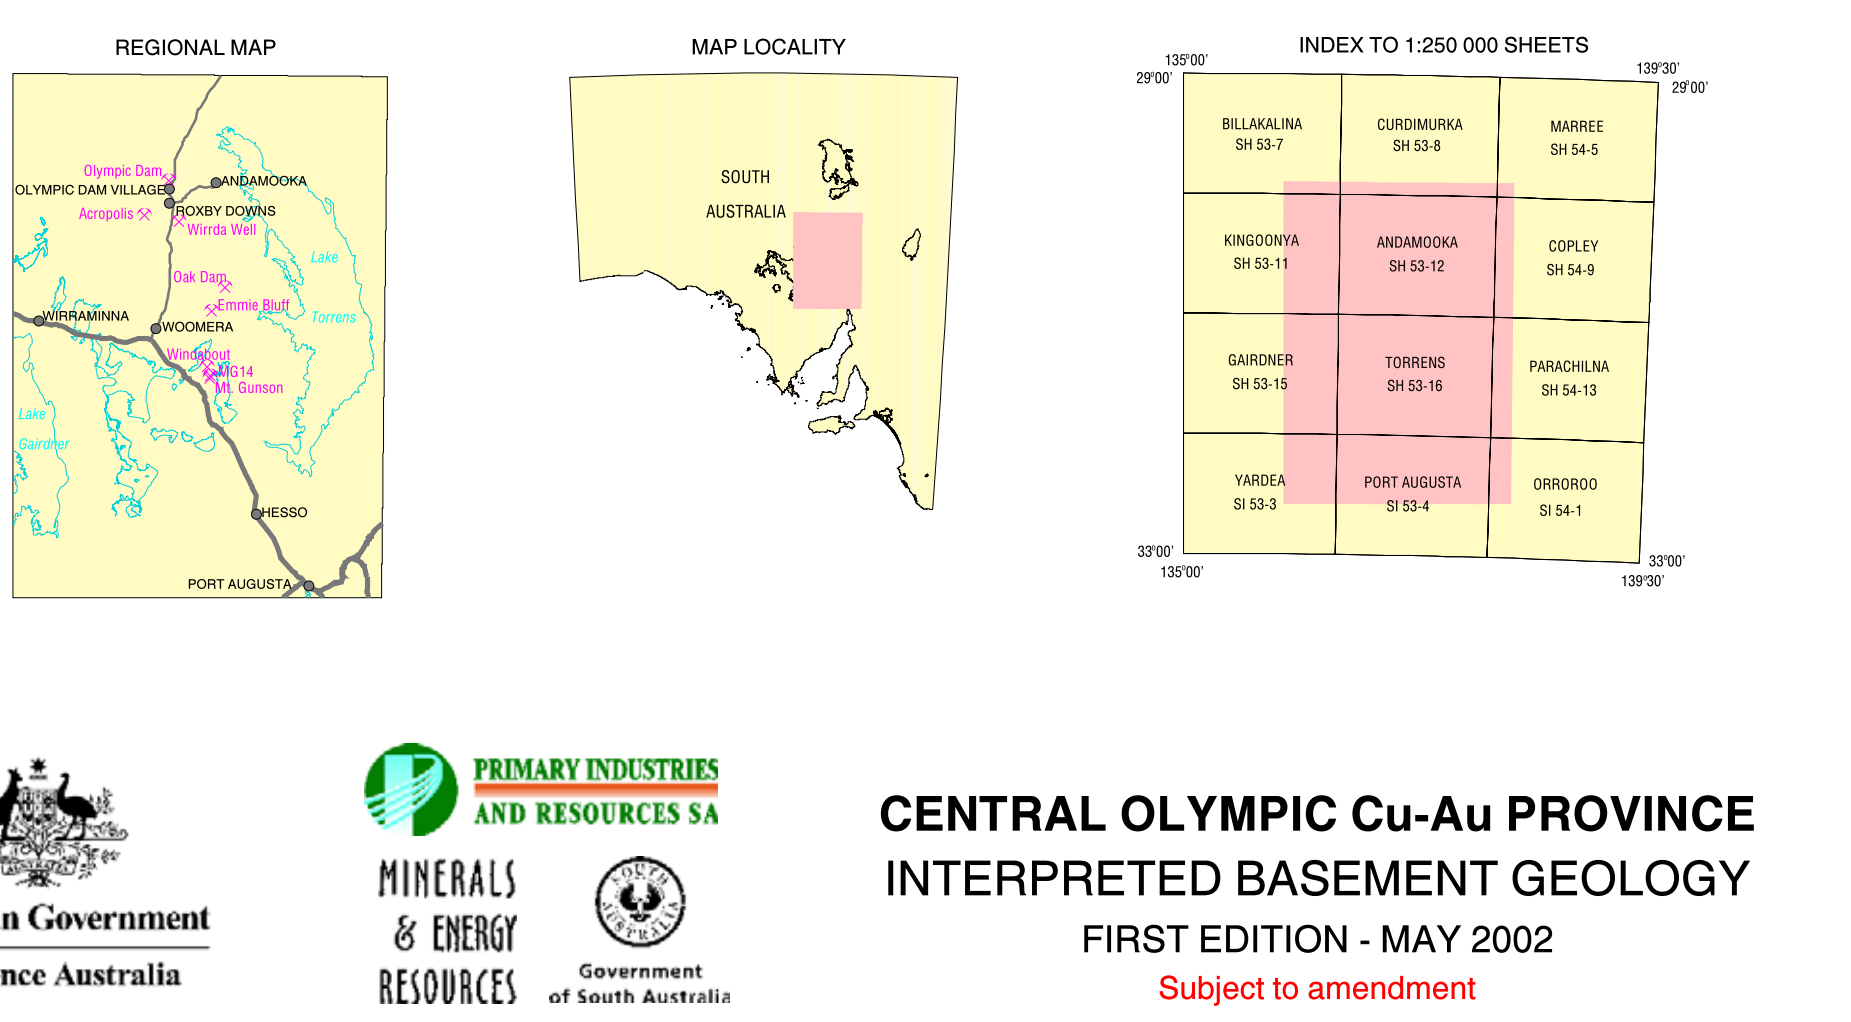 REGIONAL MAP
Olympic Dam
OLYMPIC DAM VILLAGE
ANDAMOOKA
Acropolis
ROXBY DOWNS
Wirrda Well
Lake
Oak Dam
Emmie Bluff
Torrens
WIRRAMINNA
WOOMERA
Windabout
MG14
Mt. Gunson
Lake
Gairdner
HESSO
PORT AUGUSTA
MAP LOCALITY
SOUTH
AUSTRALIA
INDEX TO 1:250 000 SHEETS
135°00'
139°30'
29°00'
29°00'
BILLAKALINA
SH 53-7
CURDIMURKA
SH 53-8
MARREE
SH 54-5
KINGOONYA
SH 53-11
ANDAMOOKA
SH 53-12
COPLEY
SH 54-9
GAIRDNER
SH 53-15
TORRENS
SH 53-16
PARACHILNA
SH 54-13
YARDEA
SI 53-3
PORT AUGUSTA
SI 53-4
ORROROO
SI 54-1
33°00'
33°00'
135°00'
139°30'
n Government
nce Australia
PRIMARY INDUSTRIES
AND RESOURCES SA
MINERALS
& ENERGY
RESOURCES
SOUTH
AUSTRALIA
Government
of South Australia
CENTRAL OLYMPIC Cu-Au PROVINCE
INTERPRETED BASEMENT GEOLOGY
FIRST EDITION - MAY 2002
Subject to amendment